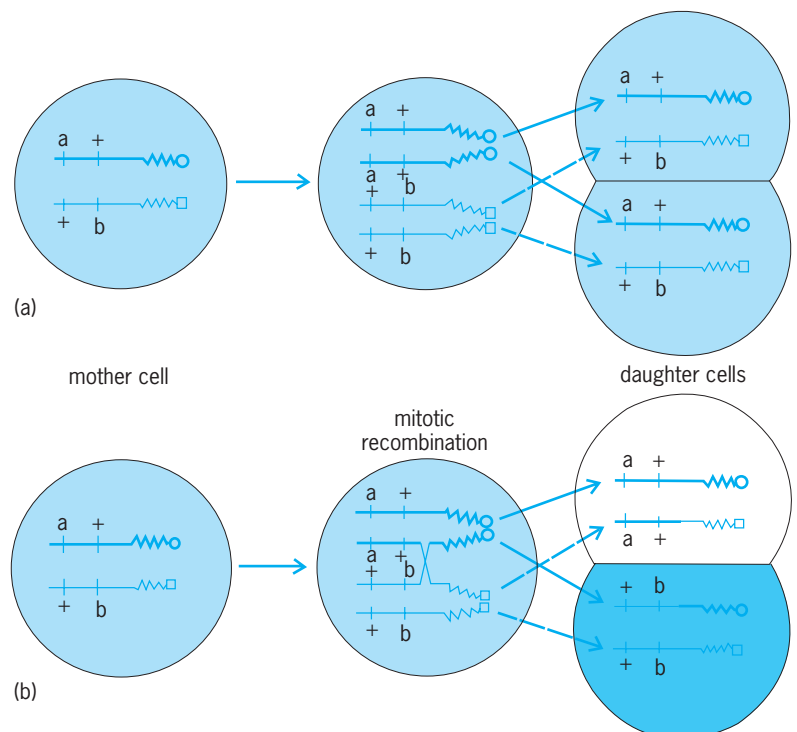 a +
+ b
a +
a +
+ b
+ b
a +
+ b
a +
+ b
(a)
mother cell
daughter cells
mitotic
recombination
a +
+ b
a +
a +
+ b
+ b
a +
a +
+ b
+ b
(b)